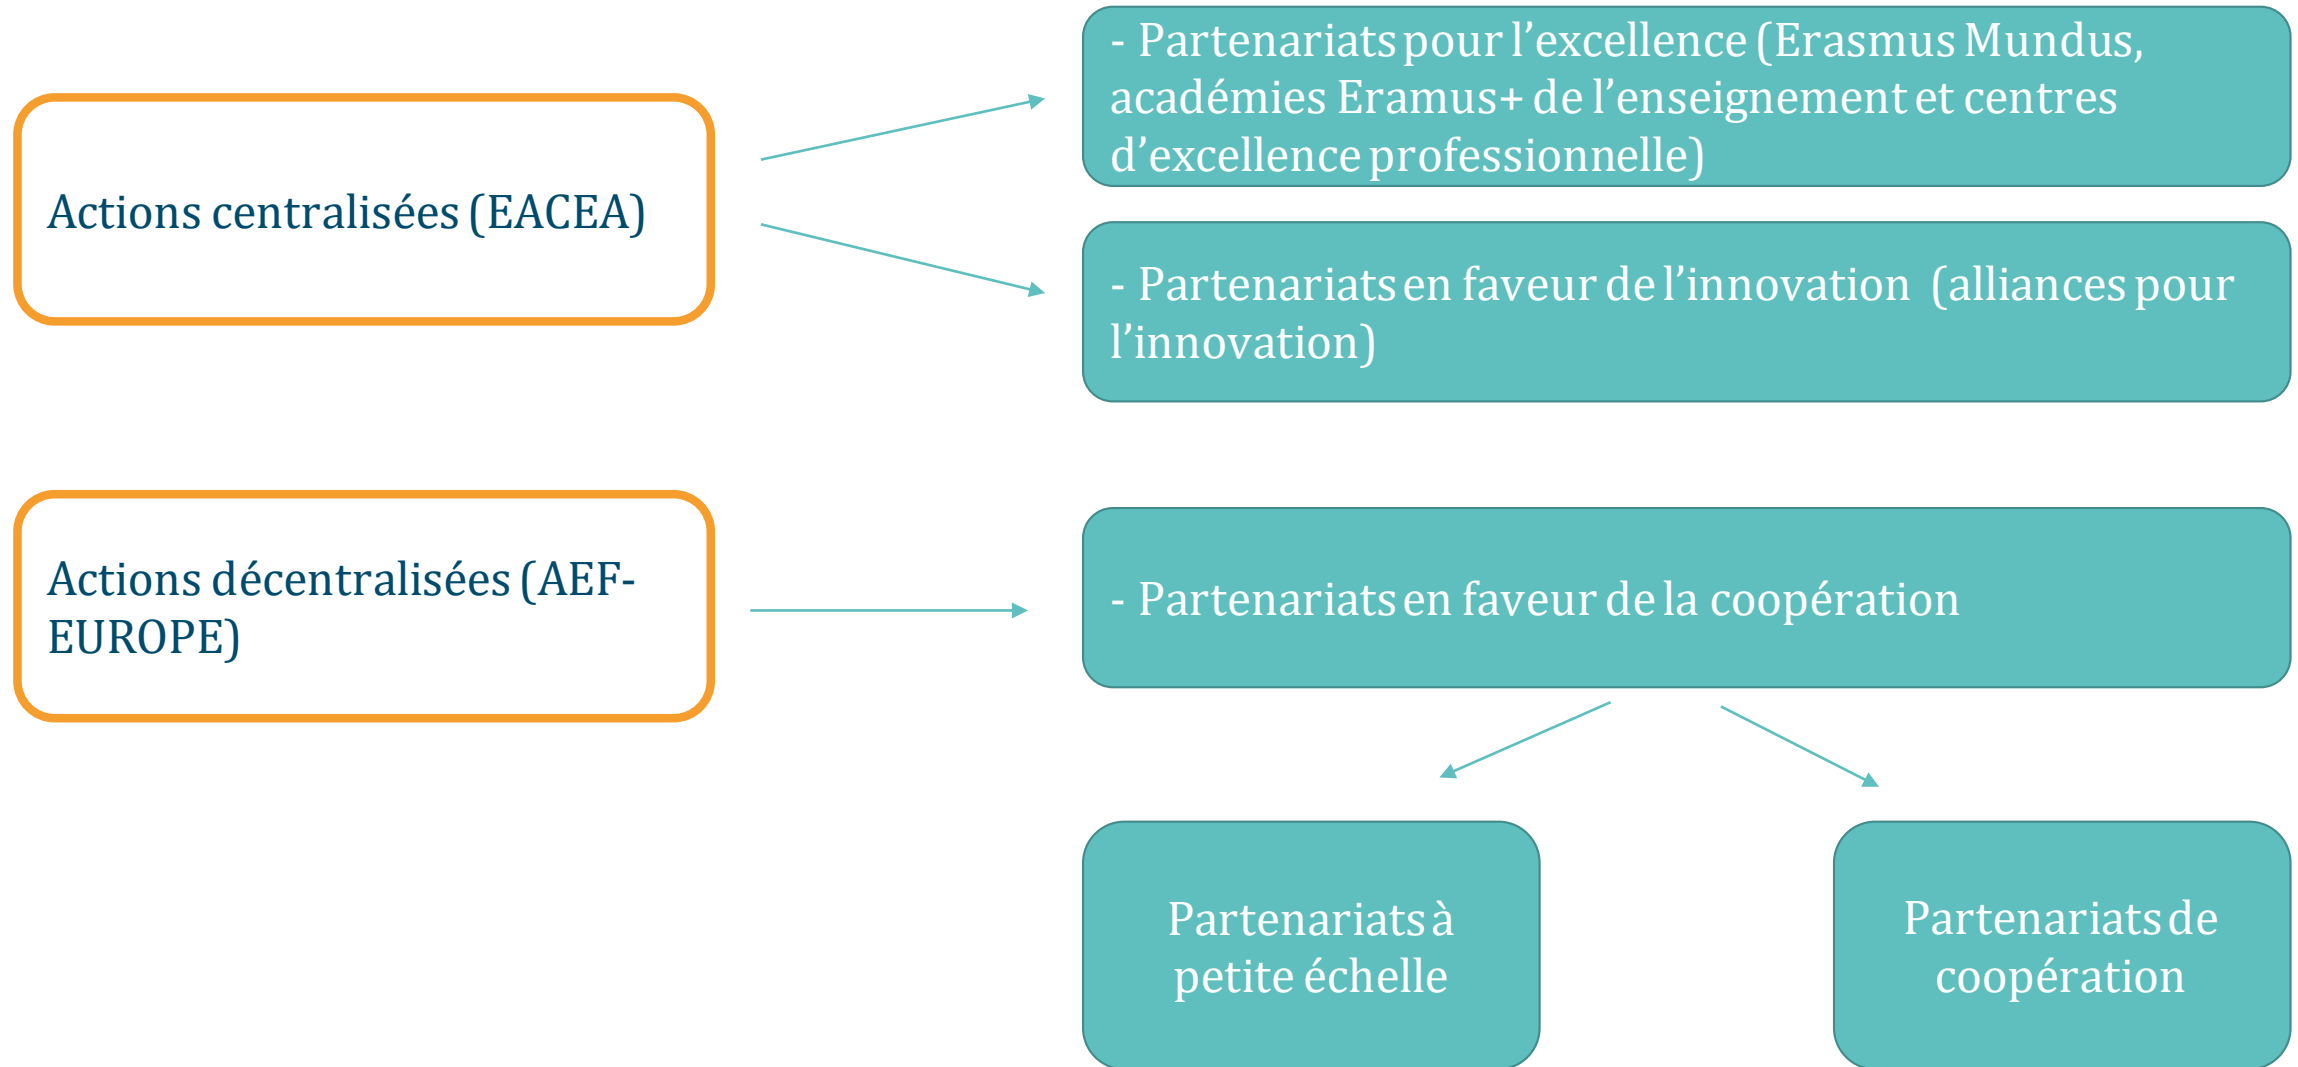 - Partenariats pour l’excellence (Erasmus Mundus,
académies Eramus+ de l’enseignement et centres
d’excellence professionnelle)
Actions centralisées (EACEA)
- Partenariats en faveur de l’innovation (alliances pour
l’innovation)
Actions décentralisées (AEF-
EUROPE)
- Partenariats en faveur de la coopération
Partenariats à
petite échelle
Partenariats de
coopération